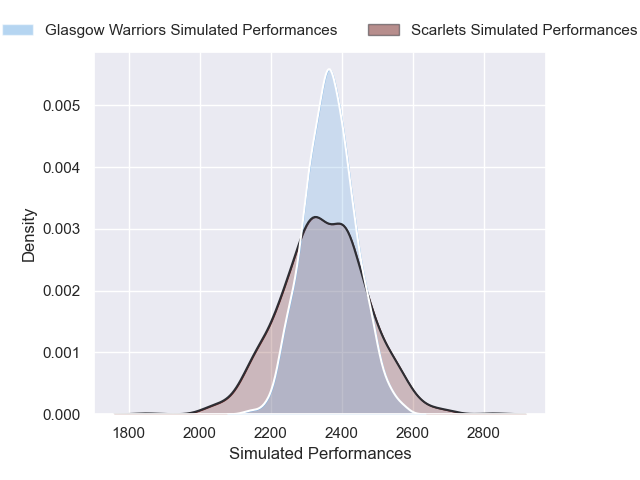 Glasgow Warriors Simulated Performances
Scarlets Simulated Performances
Density
0.005
0.004
0.003
0.002
0.001
0.000
1800 2000 2200 2400 2600 2800
Simulated Performances